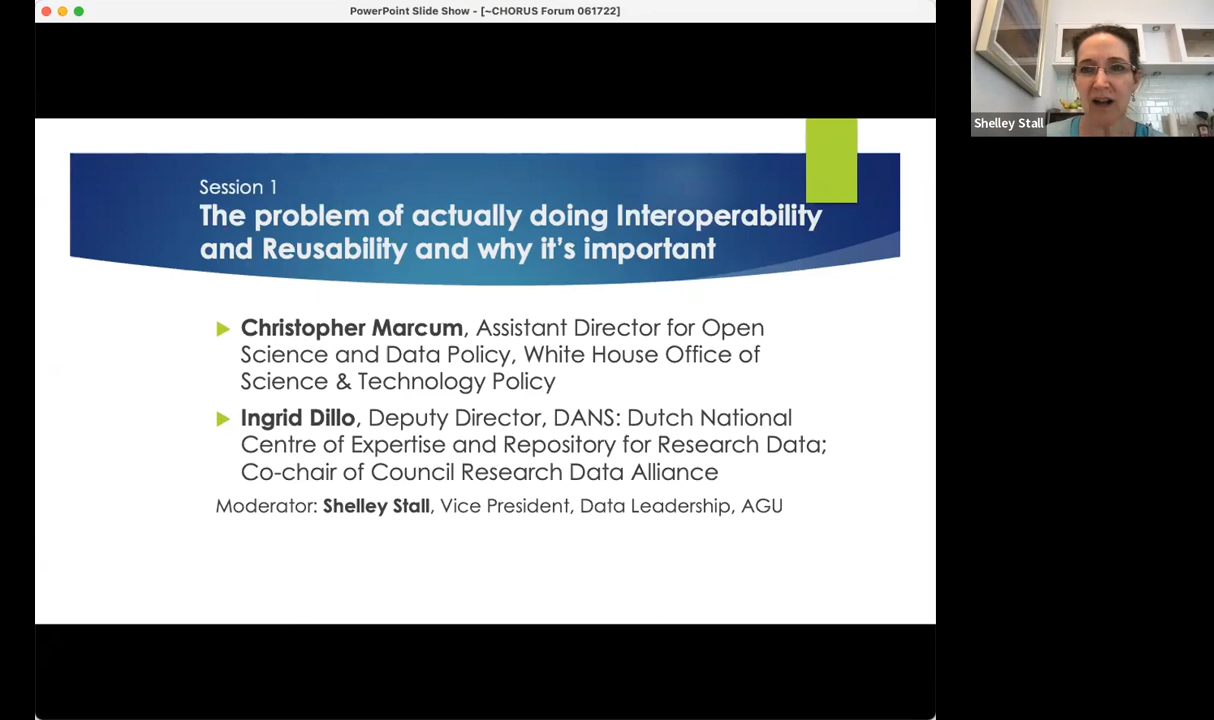 PowerPoint Slide Show - [~CHORUS Forum 061722]
Shelley Stall
Session 1
The problem of actually doing Interoperability
and Reusability and why it's important
Christopher Marcum, Assistant Director for Open
Science and Data Policy, White House Office of
Science & Technology Policy
Ingrid Dillo, Deputy Director, DANS: Dutch National
Centre of Expertise and Repository for Research Data;
Co-chair of Council Research Data Alliance
Moderator: Shelley Stall, Vice President, Data Leadership, AGU